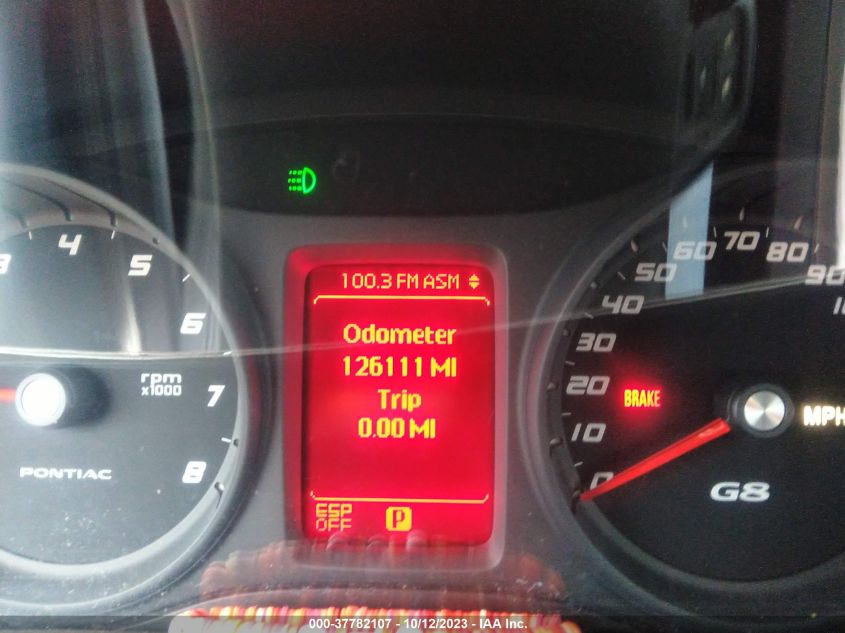 100.3 FM ASM
Odometer
126111 MI
Trip
0.00 MI
ESP
OFF
P
3 4 5 6 7 8
rpm
x1000
PONTIAC
0 10 20 30 40 50 60 70 80 90
BRAKE
MPH
G8
000-37782107 - 10/12/2023 - IAA Inc.